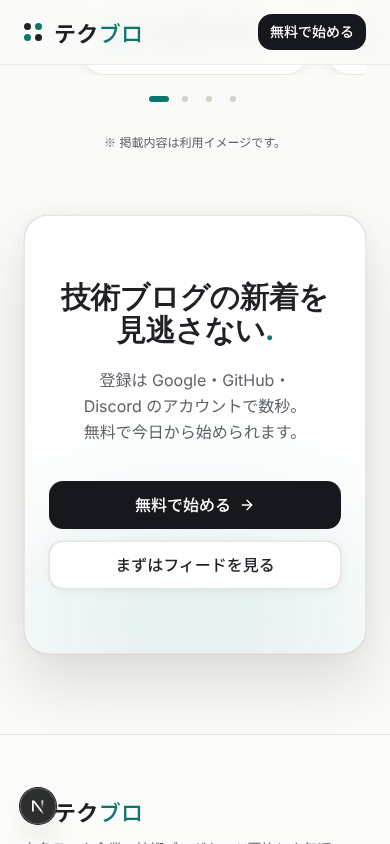 テクブロ
無料で始める
※ 掲載内容は利用イメージです。
技術ブログの新着を
見逃さない.
登録は Google・GitHub・
Discord のアカウントで数秒。
無料で今日から始められます。
無料で始める →
まずはフィードを見る
N
テクブロ